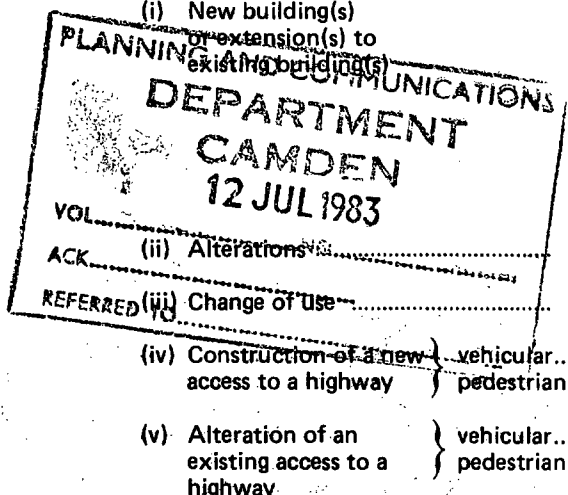 (i) New building(s)
or extension(s) to
existing building(s)
PLANNING AND COMMUNICATIONS
DEPARTMENT
CAMDEN
12 JUL 1983
VOL......
(ii) Alterations......
ACK......
(iii) Change of use......
REFERRED TO......
(iv) Construction of a new } vehicular..
access to a highway } pedestrian
(v) Alteration of an } vehicular..
existing access to a } pedestrian
highway